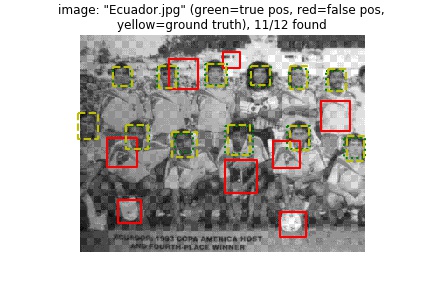 image: "Ecuador.jpg" (green=true pos, red=false pos,
yellow=ground truth), 11/12 found
ECUADOR: 1993 COPA AMERICA HOST
AND FOURTH-PLACE WINNER